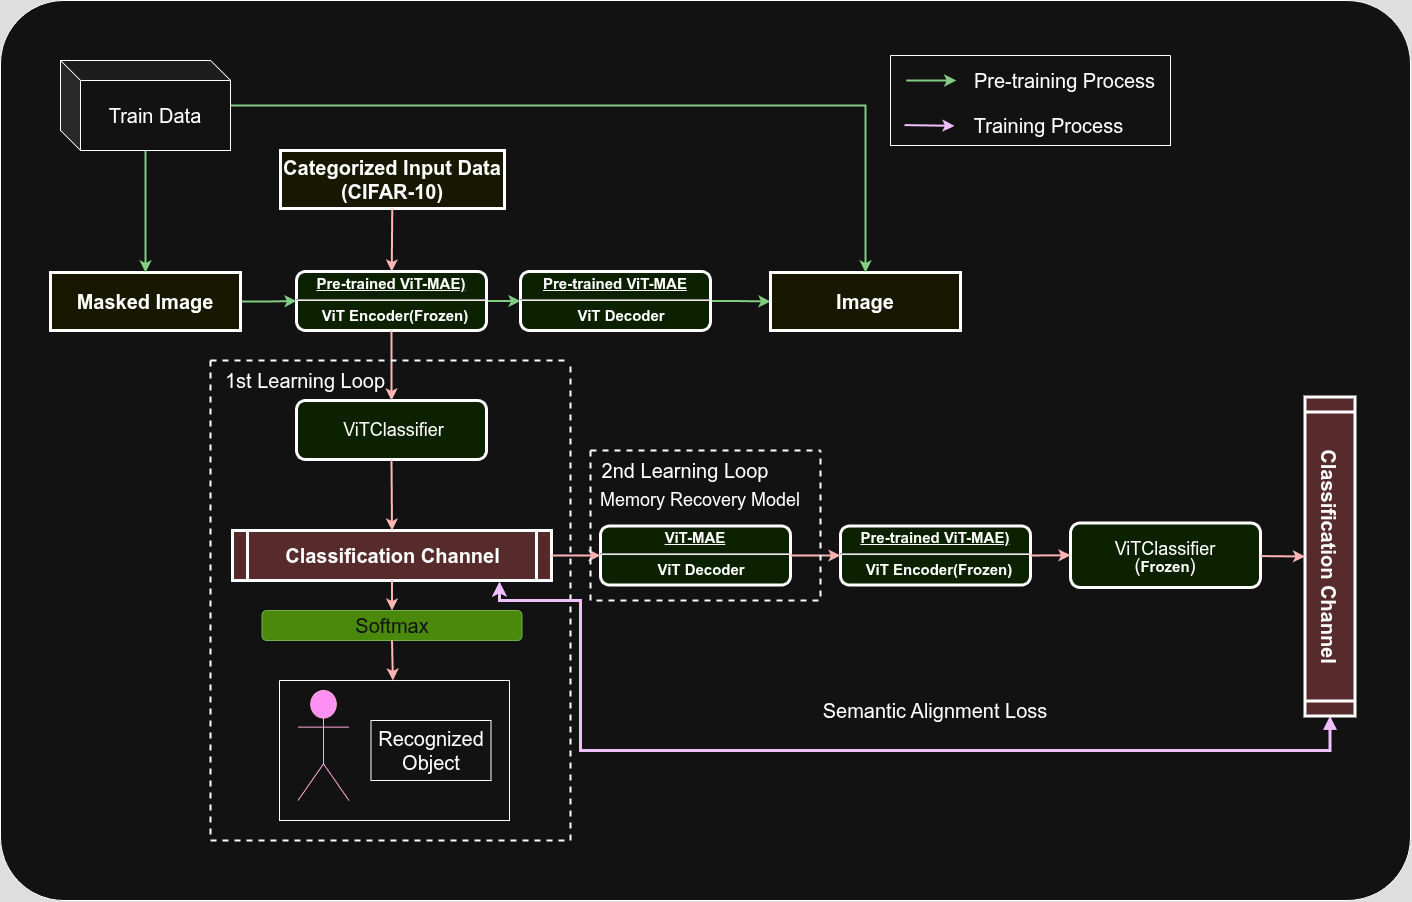 Train Data
Pre-training Process
Training Process
Categorized Input Data
(CIFAR-10)
Masked Image
Pre-trained ViT-MAE)
ViT Encoder(Frozen)
Pre-trained ViT-MAE
ViT Decoder
Image
1st Learning Loop
ViTClassifier
2nd Learning Loop
Memory Recovery Model
Classification Channel
ViT-MAE
ViT Decoder
Pre-trained ViT-MAE)
ViT Encoder(Frozen)
ViTClassifier
(Frozen)
Classification Channel
Softmax
Recognized
Object
Semantic Alignment Loss